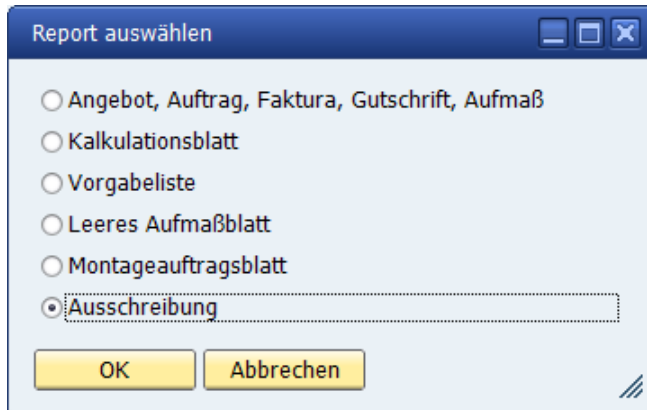 Report auswählen
Angebot, Auftrag, Faktura, Gutschrift, Aufmaß
Kalkulationsblatt
Vorgabeliste
Leeres Aufmaßblatt
Montageauftragsblatt
Ausschreibung
OK Abbrechen